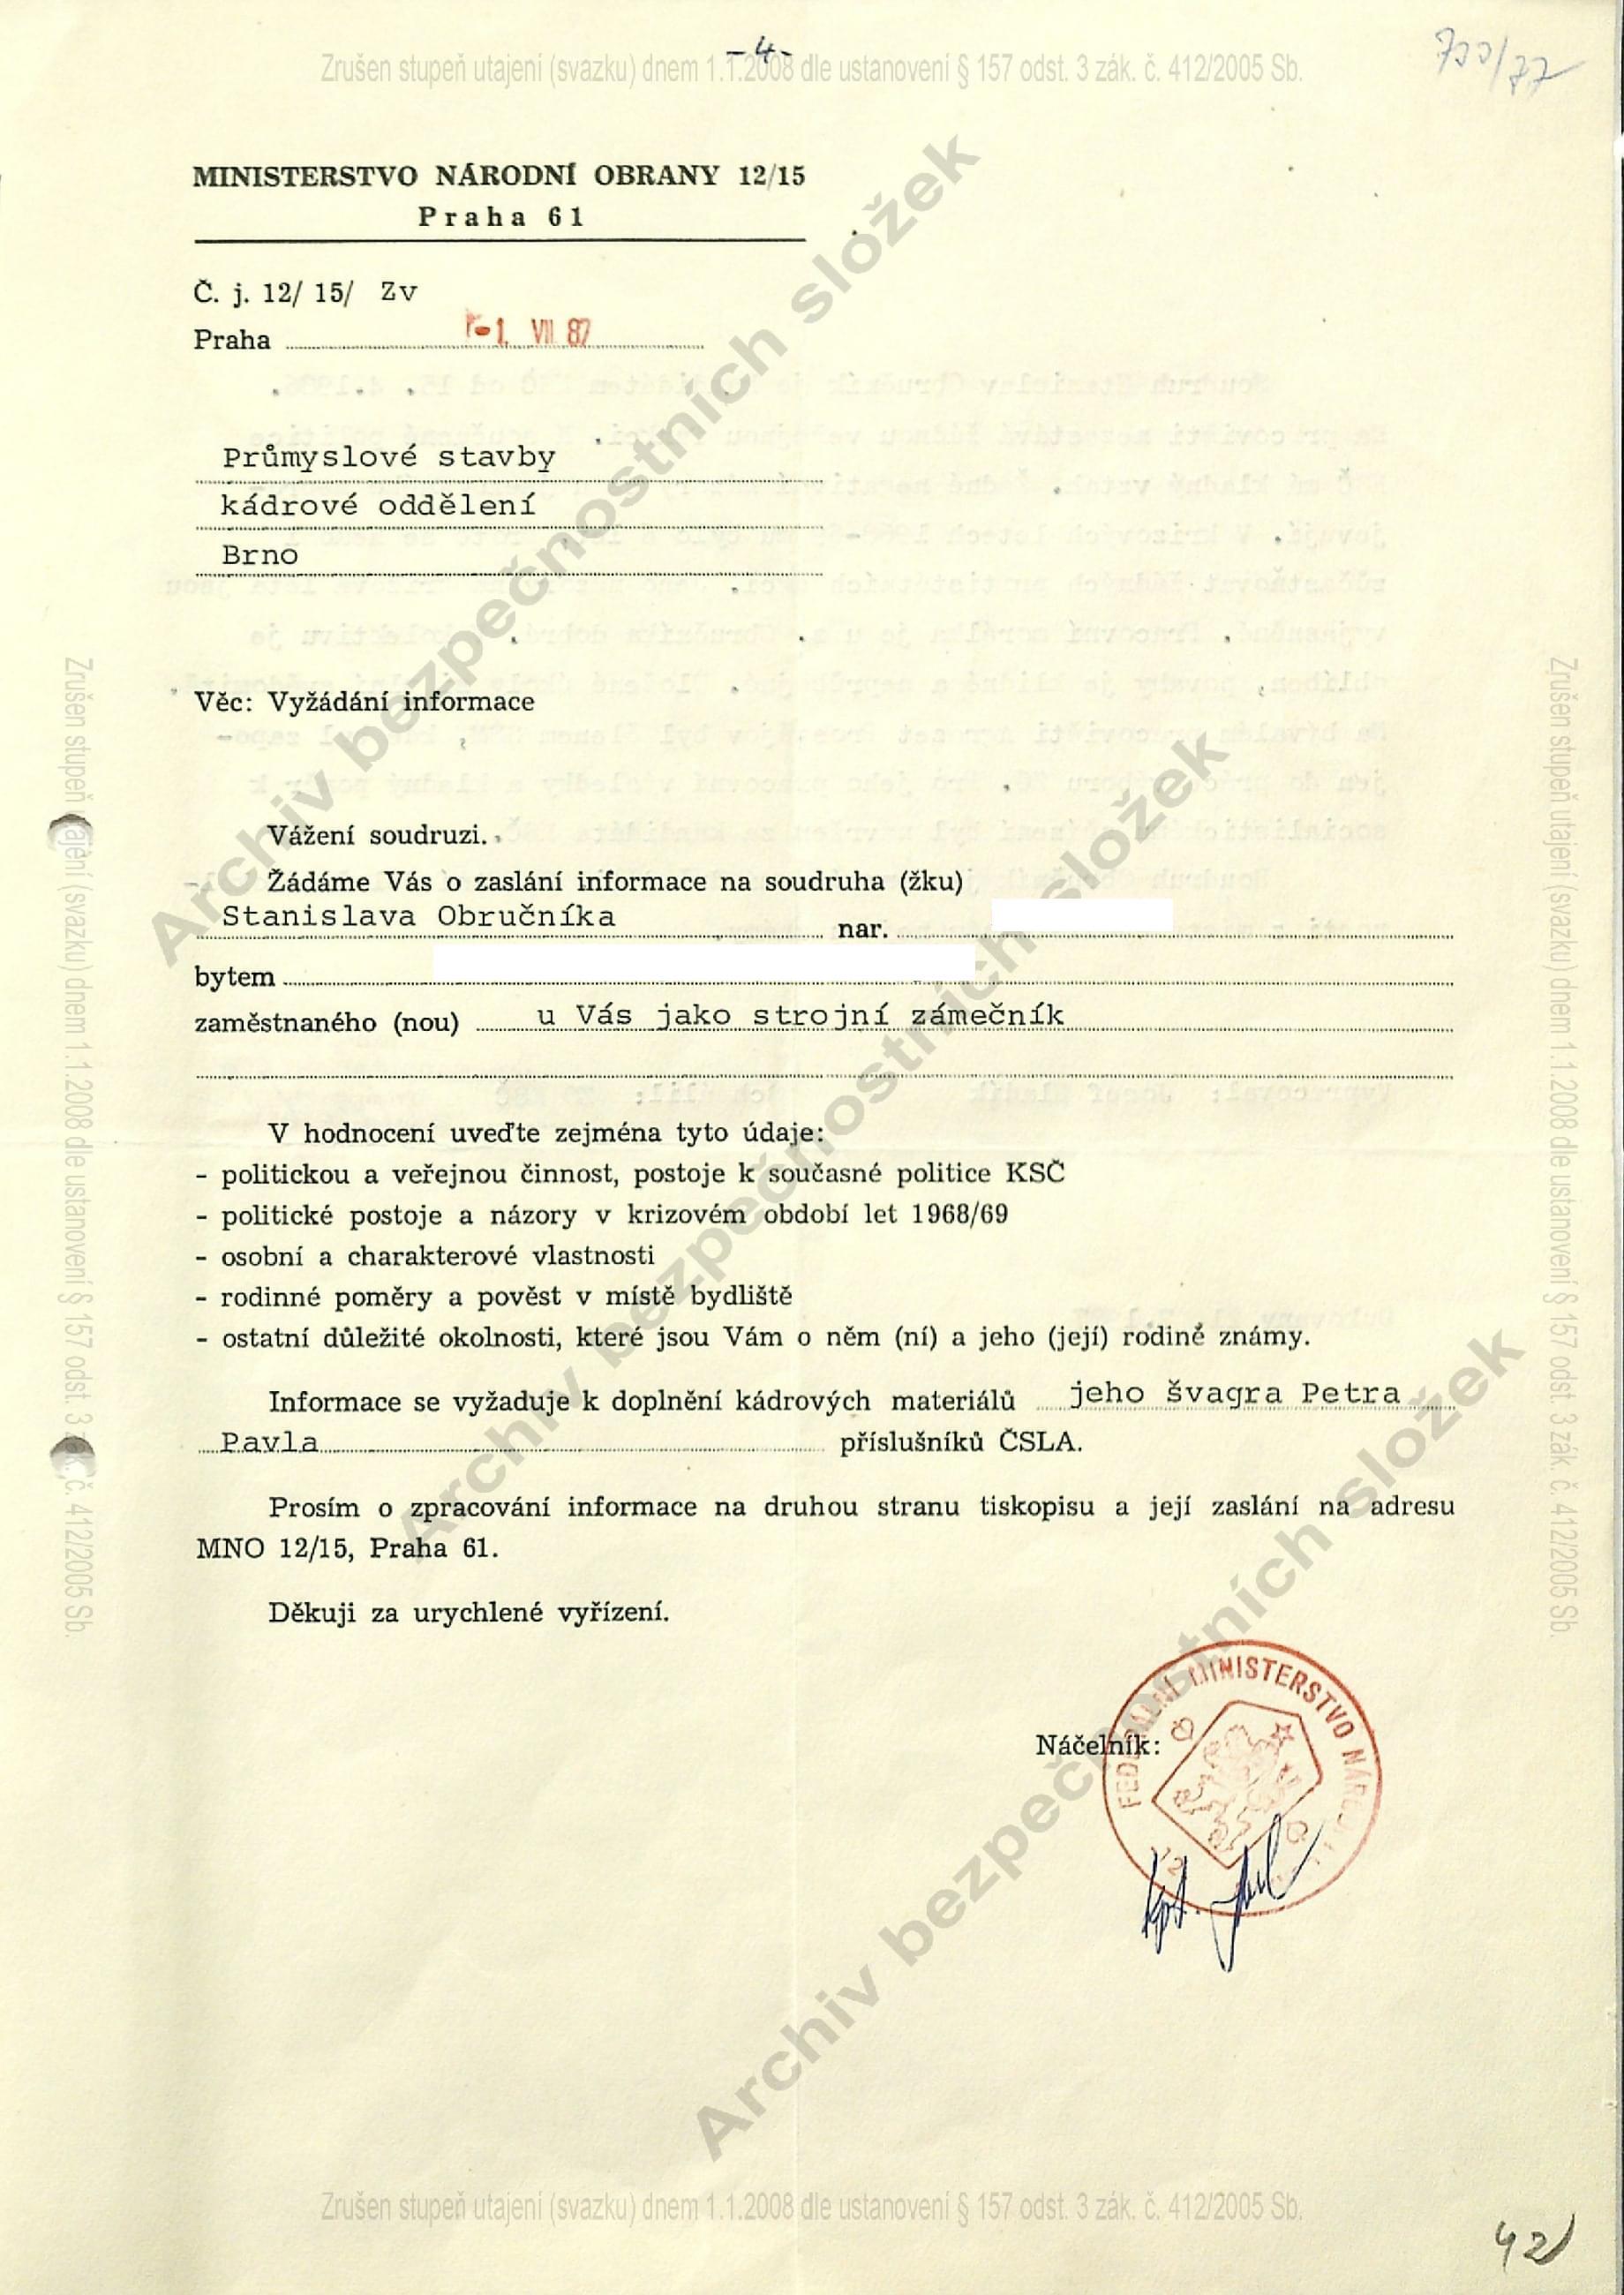 -4-
Zrušen stupeň utajení (svazku) dnem 1.1.2008 dle ustanovení § 157 odst. 3 zák. č. 412/2005 Sb.
MINISTERSTVO NÁRODNÍ OBRANY 12/15
Praha 61
Č. j. 12/ 15/ Zv
Praha -1. VII 87
Průmyslové stavby
kádrové oddělení
Brno
Věc: Vyžádání informace
Vážení soudruzi.
Žádáme Vás o zaslání informace na soudruha (žku)
Stanislava Obručníka nar.
bytem
zaměstnaného (nou) u Vás jako strojní zámečník
V hodnocení uveďte zejména tyto údaje:
- politickou a veřejnou činnost, postoje k současné politice KSČ
- politické postoje a názory v krizovém období let 1968/69
- osobní a charakterové vlastnosti
- rodinné poměry a pověst v místě bydliště
- ostatní důležité okolnosti, které jsou Vám o něm (ní) a jeho (její) rodině známy.
Informace se vyžaduje k doplnění kádrových materiálů jeho švagra Petra
Pavla příslušníků ČSLA.
Prosím o zpracování informace na druhou stranu tiskopisu a její zaslání na adresu
MNO 12/15, Praha 61.
Děkuji za urychlené vyřízení.
Náčelník:
FEDERÁLNÍ MINISTERSTVO
kpt.
Zrušen stupeň utajení (svazku) dnem 1.1.2008 dle ustanovení § 157 odst. 3 zák. č. 412/2005 Sb.
42
Zrušen stupeň utajení (svazku) dnem 1.1.2008 dle ustanovení § 157 odst. 3 zák. č. 412/2005 Sb.
Zrušen stupeň utajení (svazku) dnem 1.1.2008 dle ustanovení § 157 odst. 3 zák. č. 412/2005 Sb.
Archiv bezpečnostních složek
Archiv bezpečnostních složek
Archiv bezpečnostních složek